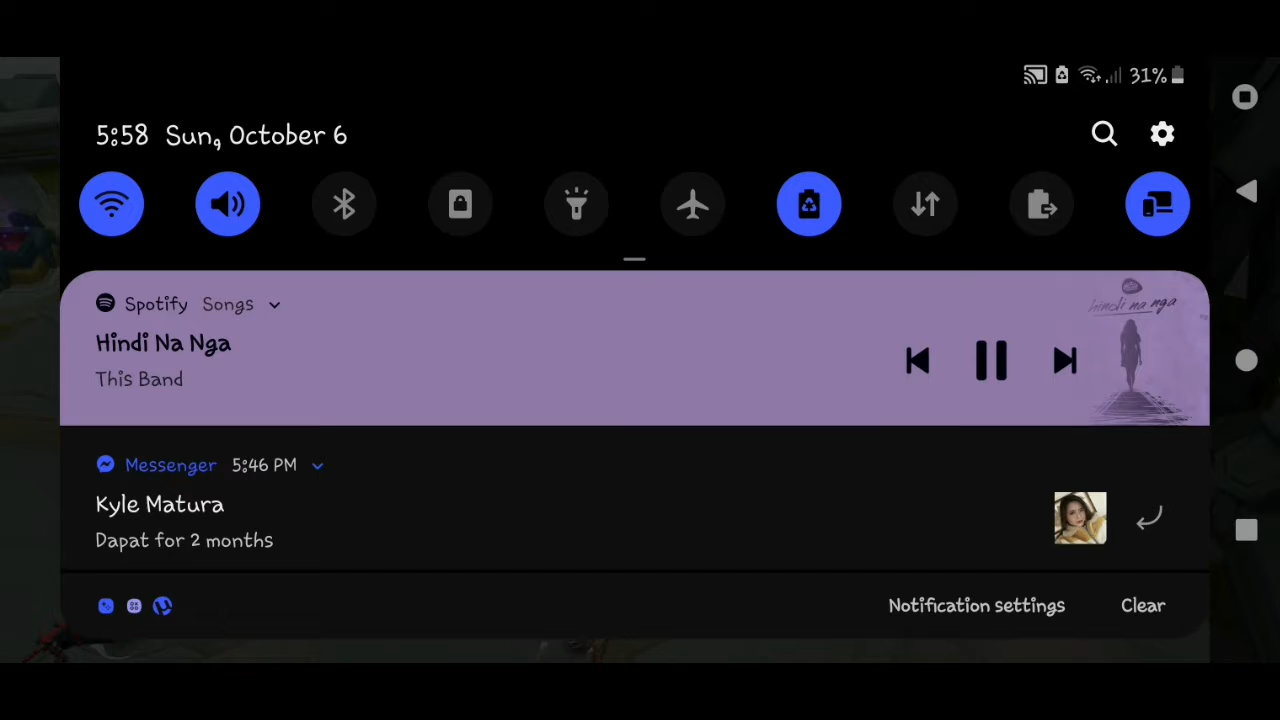 31%
5:58 Sun, October 6
Spotify Songs
hindi na nga
Hindi Na Nga
This Band
Messenger 5:46 PM
Kyle Matura
Dapat for 2 months
Notification settings Clear